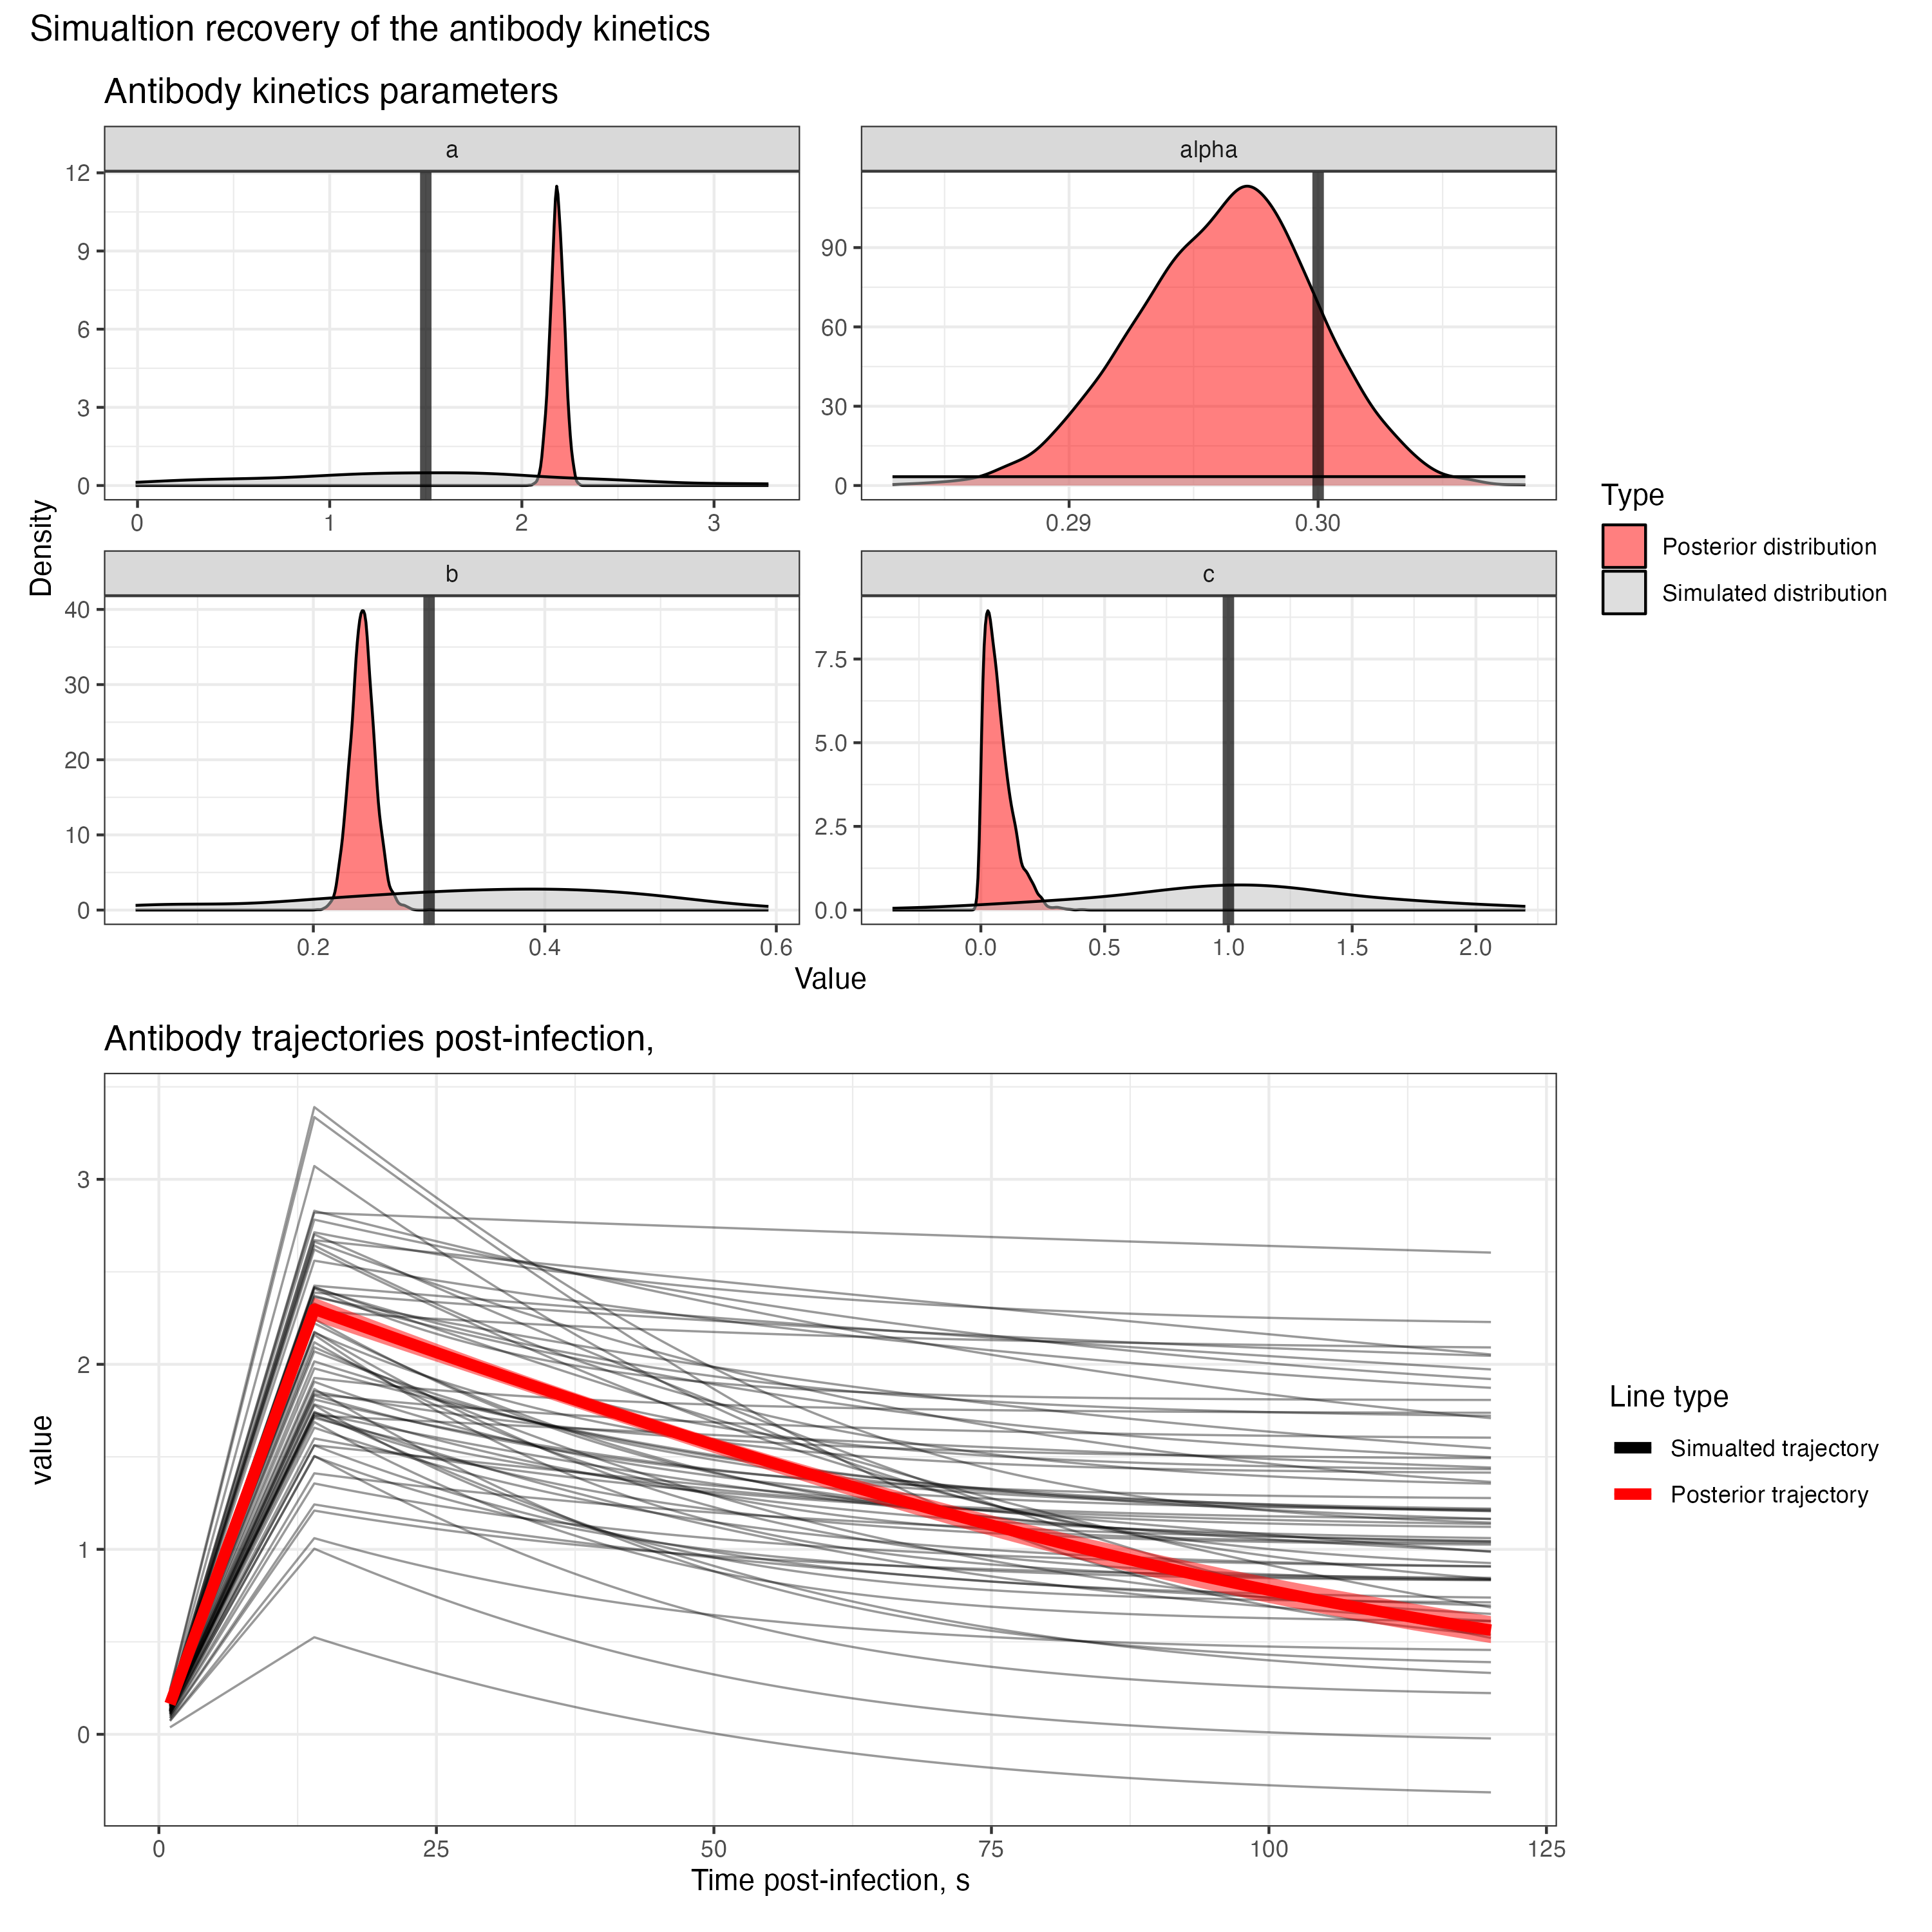 Simualtion recovery of the antibody kinetics
Antibody kinetics parameters
a
alpha
12
9
6
3
0
90
60
30
0
0
1
2
3
0.29
0.30
b
c
40
30
20
10
0
7.5
5.0
2.5
0.0
0.2
0.4
0.6
0.0
0.5
1.0
1.5
2.0
Density
Value
Type
Posterior distribution
Simulated distribution
Antibody trajectories post-infection,
3
2
1
0
value
0
25
50
75
100
125
Time post-infection, s
Line type
Simualted trajectory
Posterior trajectory